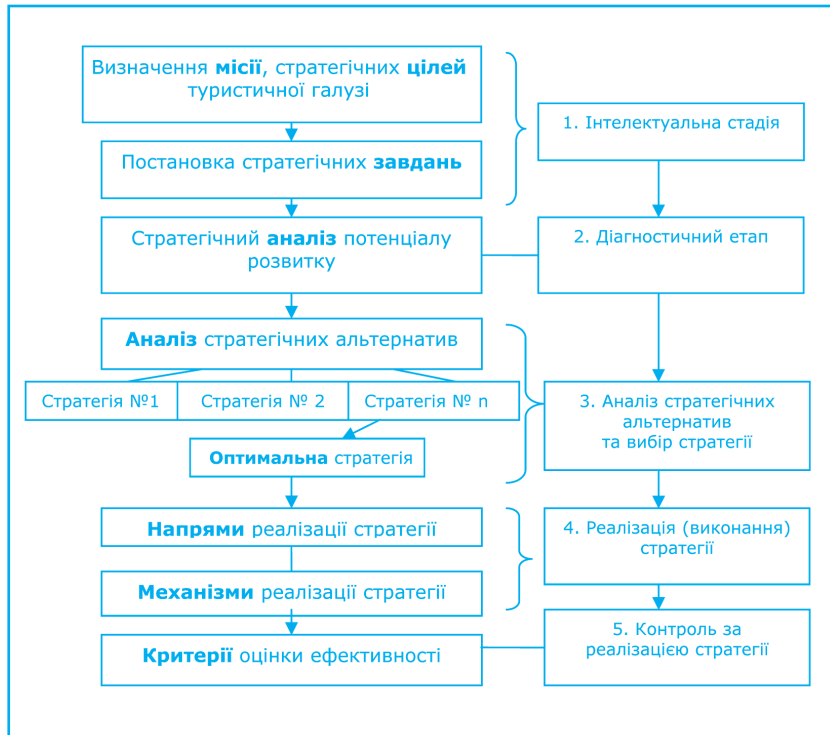 Визначення місії, стратегічних цілей
туристичної галузі
1. Інтелектуальна стадія
Постановка стратегічних завдань
Стратегічний аналіз потенціалу
розвитку
2. Діагностичний етап
Аналіз стратегічних альтернатив
Стратегія №1
Стратегія № 2
Стратегія № n
3. Аналіз стратегічних
альтернатив
та вибір стратегії
Оптимальна стратегія
Напрями реалізації стратегії
4. Реалізація (виконання)
стратегії
Механізми реалізації стратегії
5. Контроль за
реалізацією стратегії
Критерії оцінки ефективності